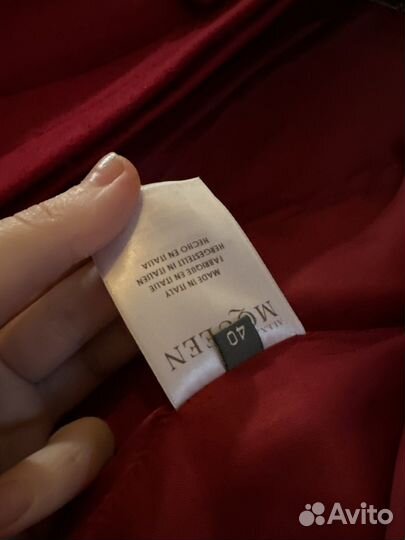 MADE IN ITALY
FABRIQUE EN ITALIE
HERGESTELLT IN ITALIEN
HECHO EN ITALIA
McQUEEN
40
Avito